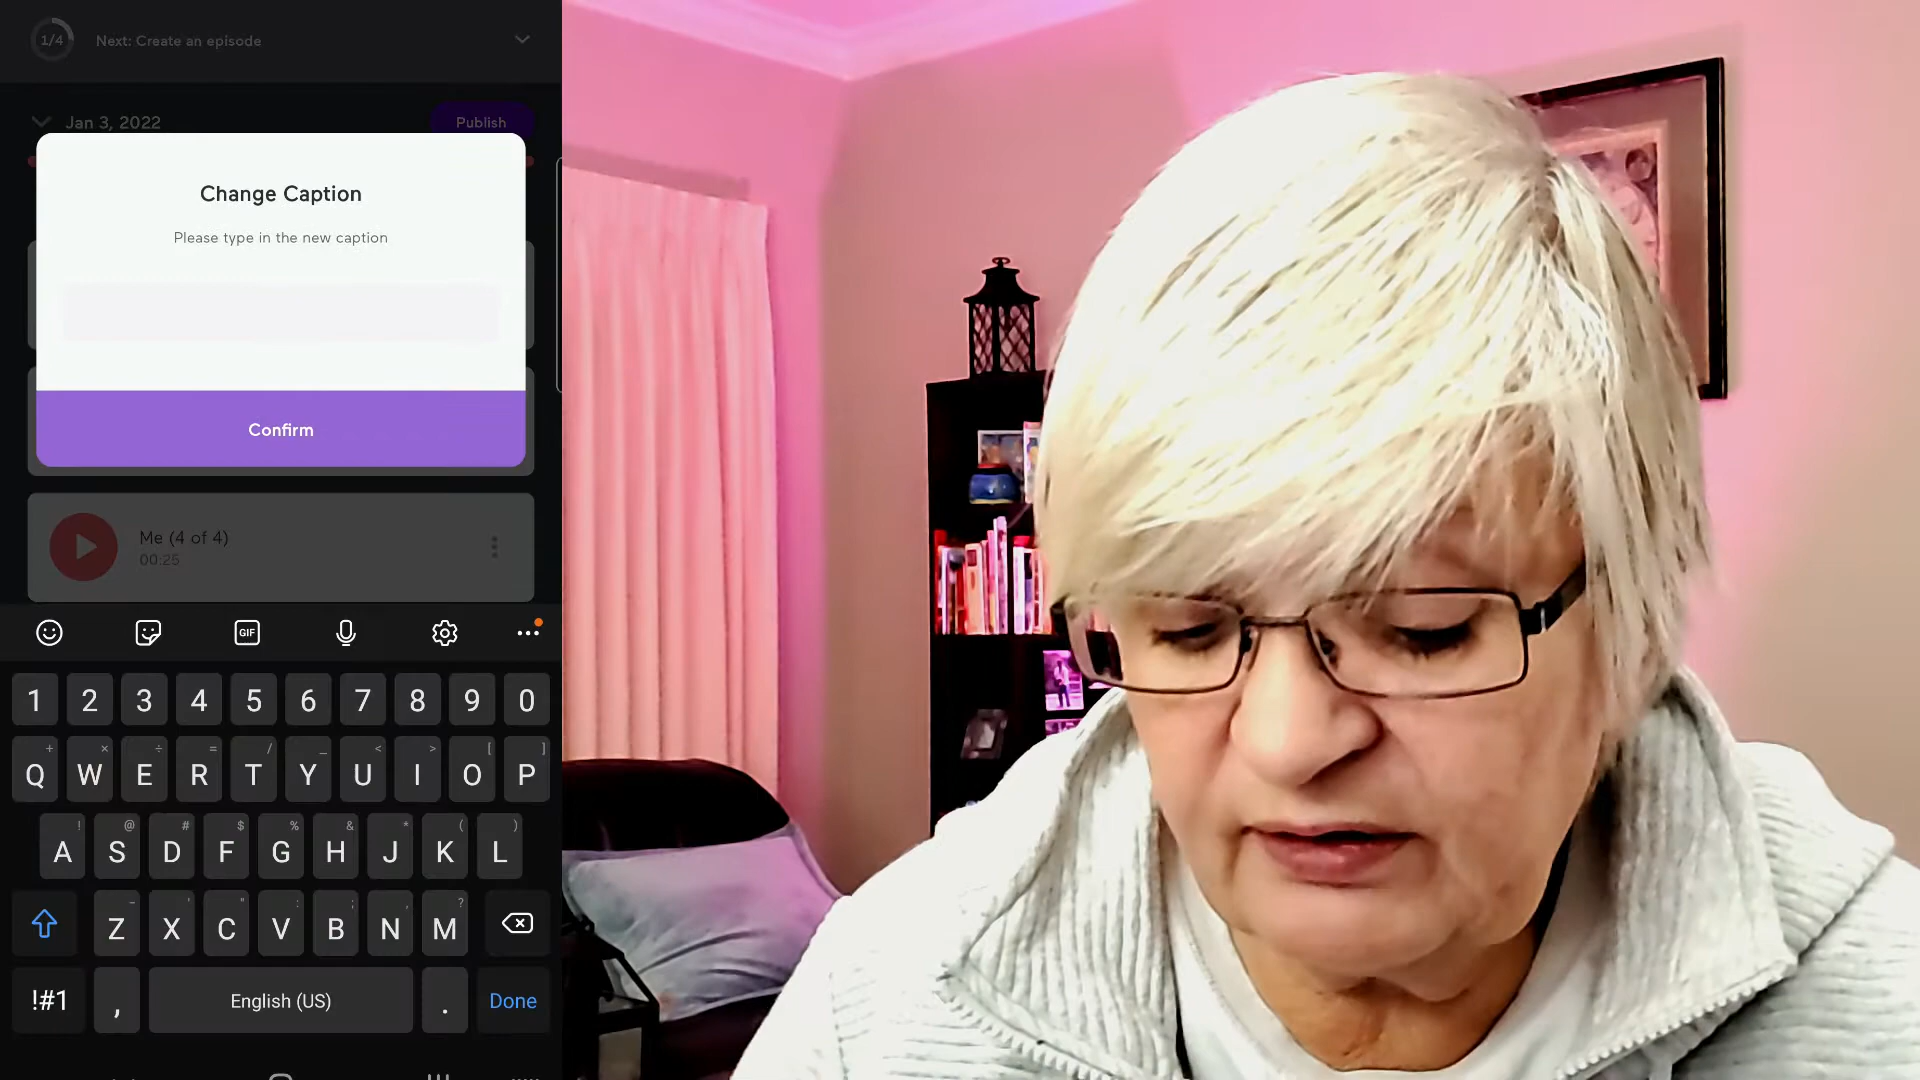 1/4 Next: Create an episode
Jan 3, 2022 Publish
Change Caption
Please type in the new caption
Confirm
Me (4 of 4)
00:25
GIF
1 2 3 4 5 6 7 8 9 0
+ × ÷ = / _ < > [ ]
Q W E R T Y U I O P
! @ # $ % & * ( )
A S D F G H J K L
- ' " : ; , ?
Z X C V B N M
!#1 , English (US) . Done